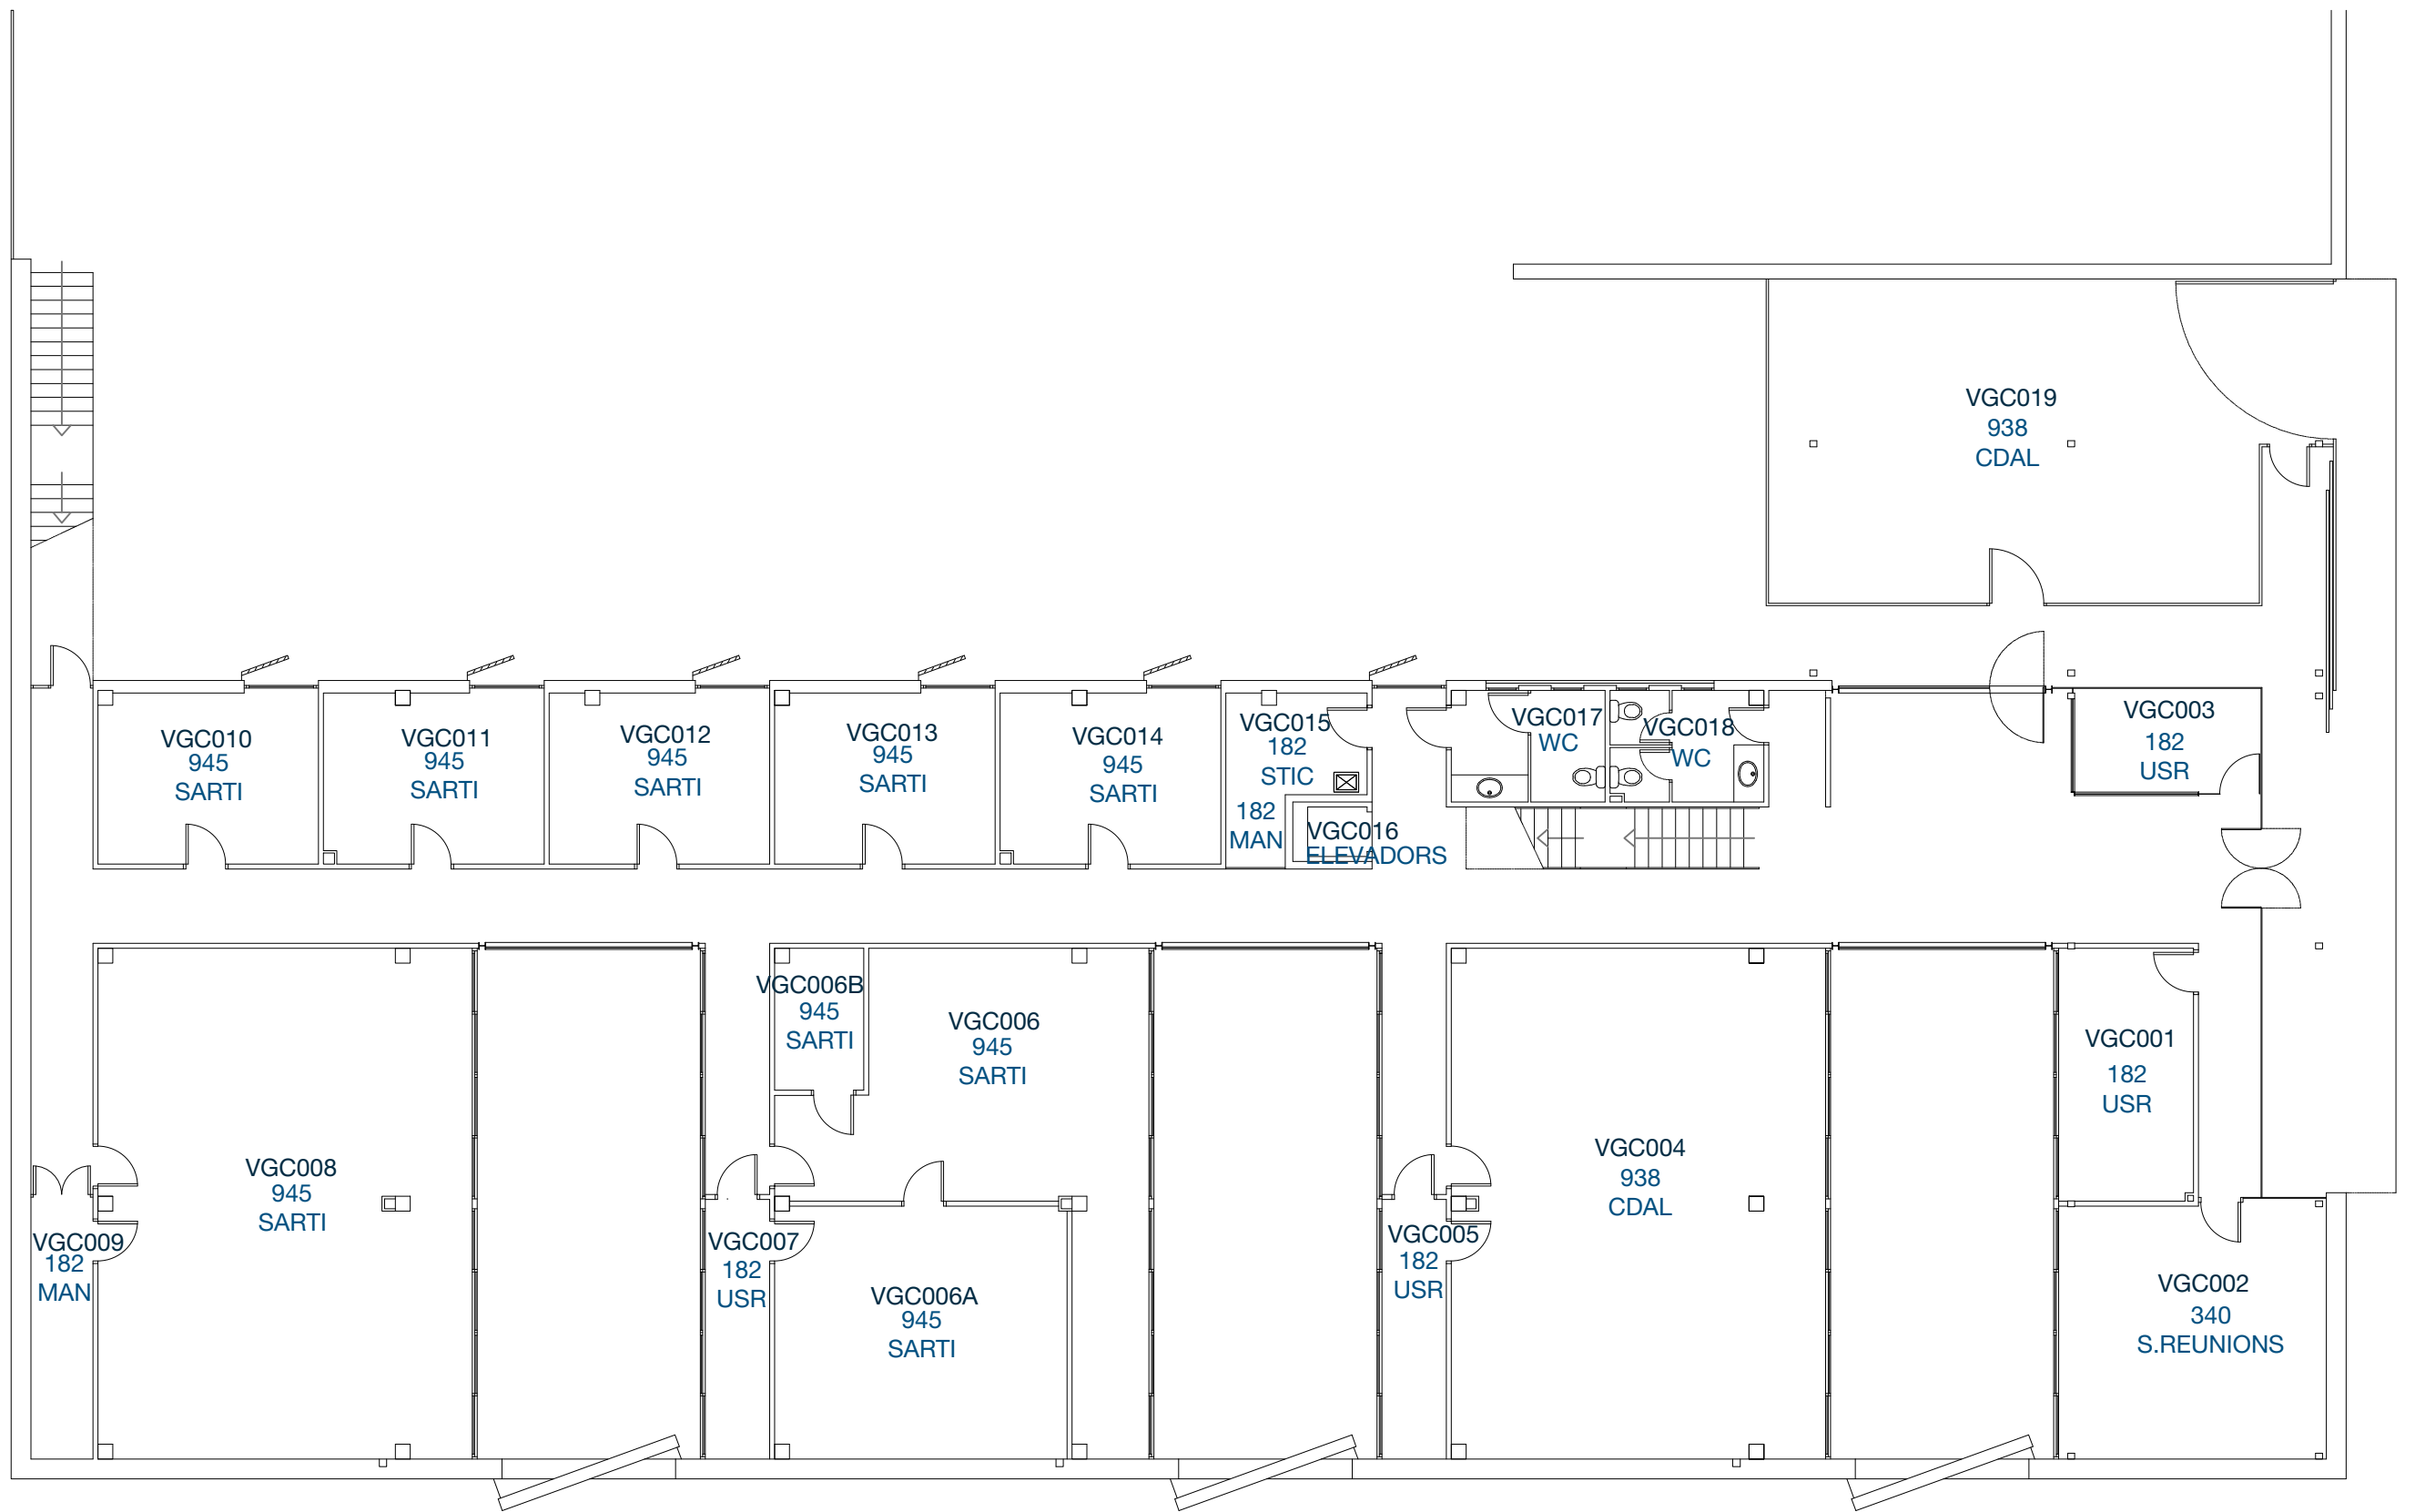 VGC019
938
CDAL
VGC010
945
SARTI
VGC011
945
SARTI
VGC012
945
SARTI
VGC013
945
SARTI
VGC014
945
SARTI
VGC015
182
STIC
182
MAN
VGC016
ELEVADORS
VGC017
WC
VGC018
WC
VGC003
182
USR
VGC008
945
SARTI
VGC009
182
MAN
VGC007
182
USR
VGC006B
945
SARTI
VGC006
945
SARTI
VGC006A
945
SARTI
VGC005
182
USR
VGC004
938
CDAL
VGC001
182
USR
VGC002
340
S.REUNIONS